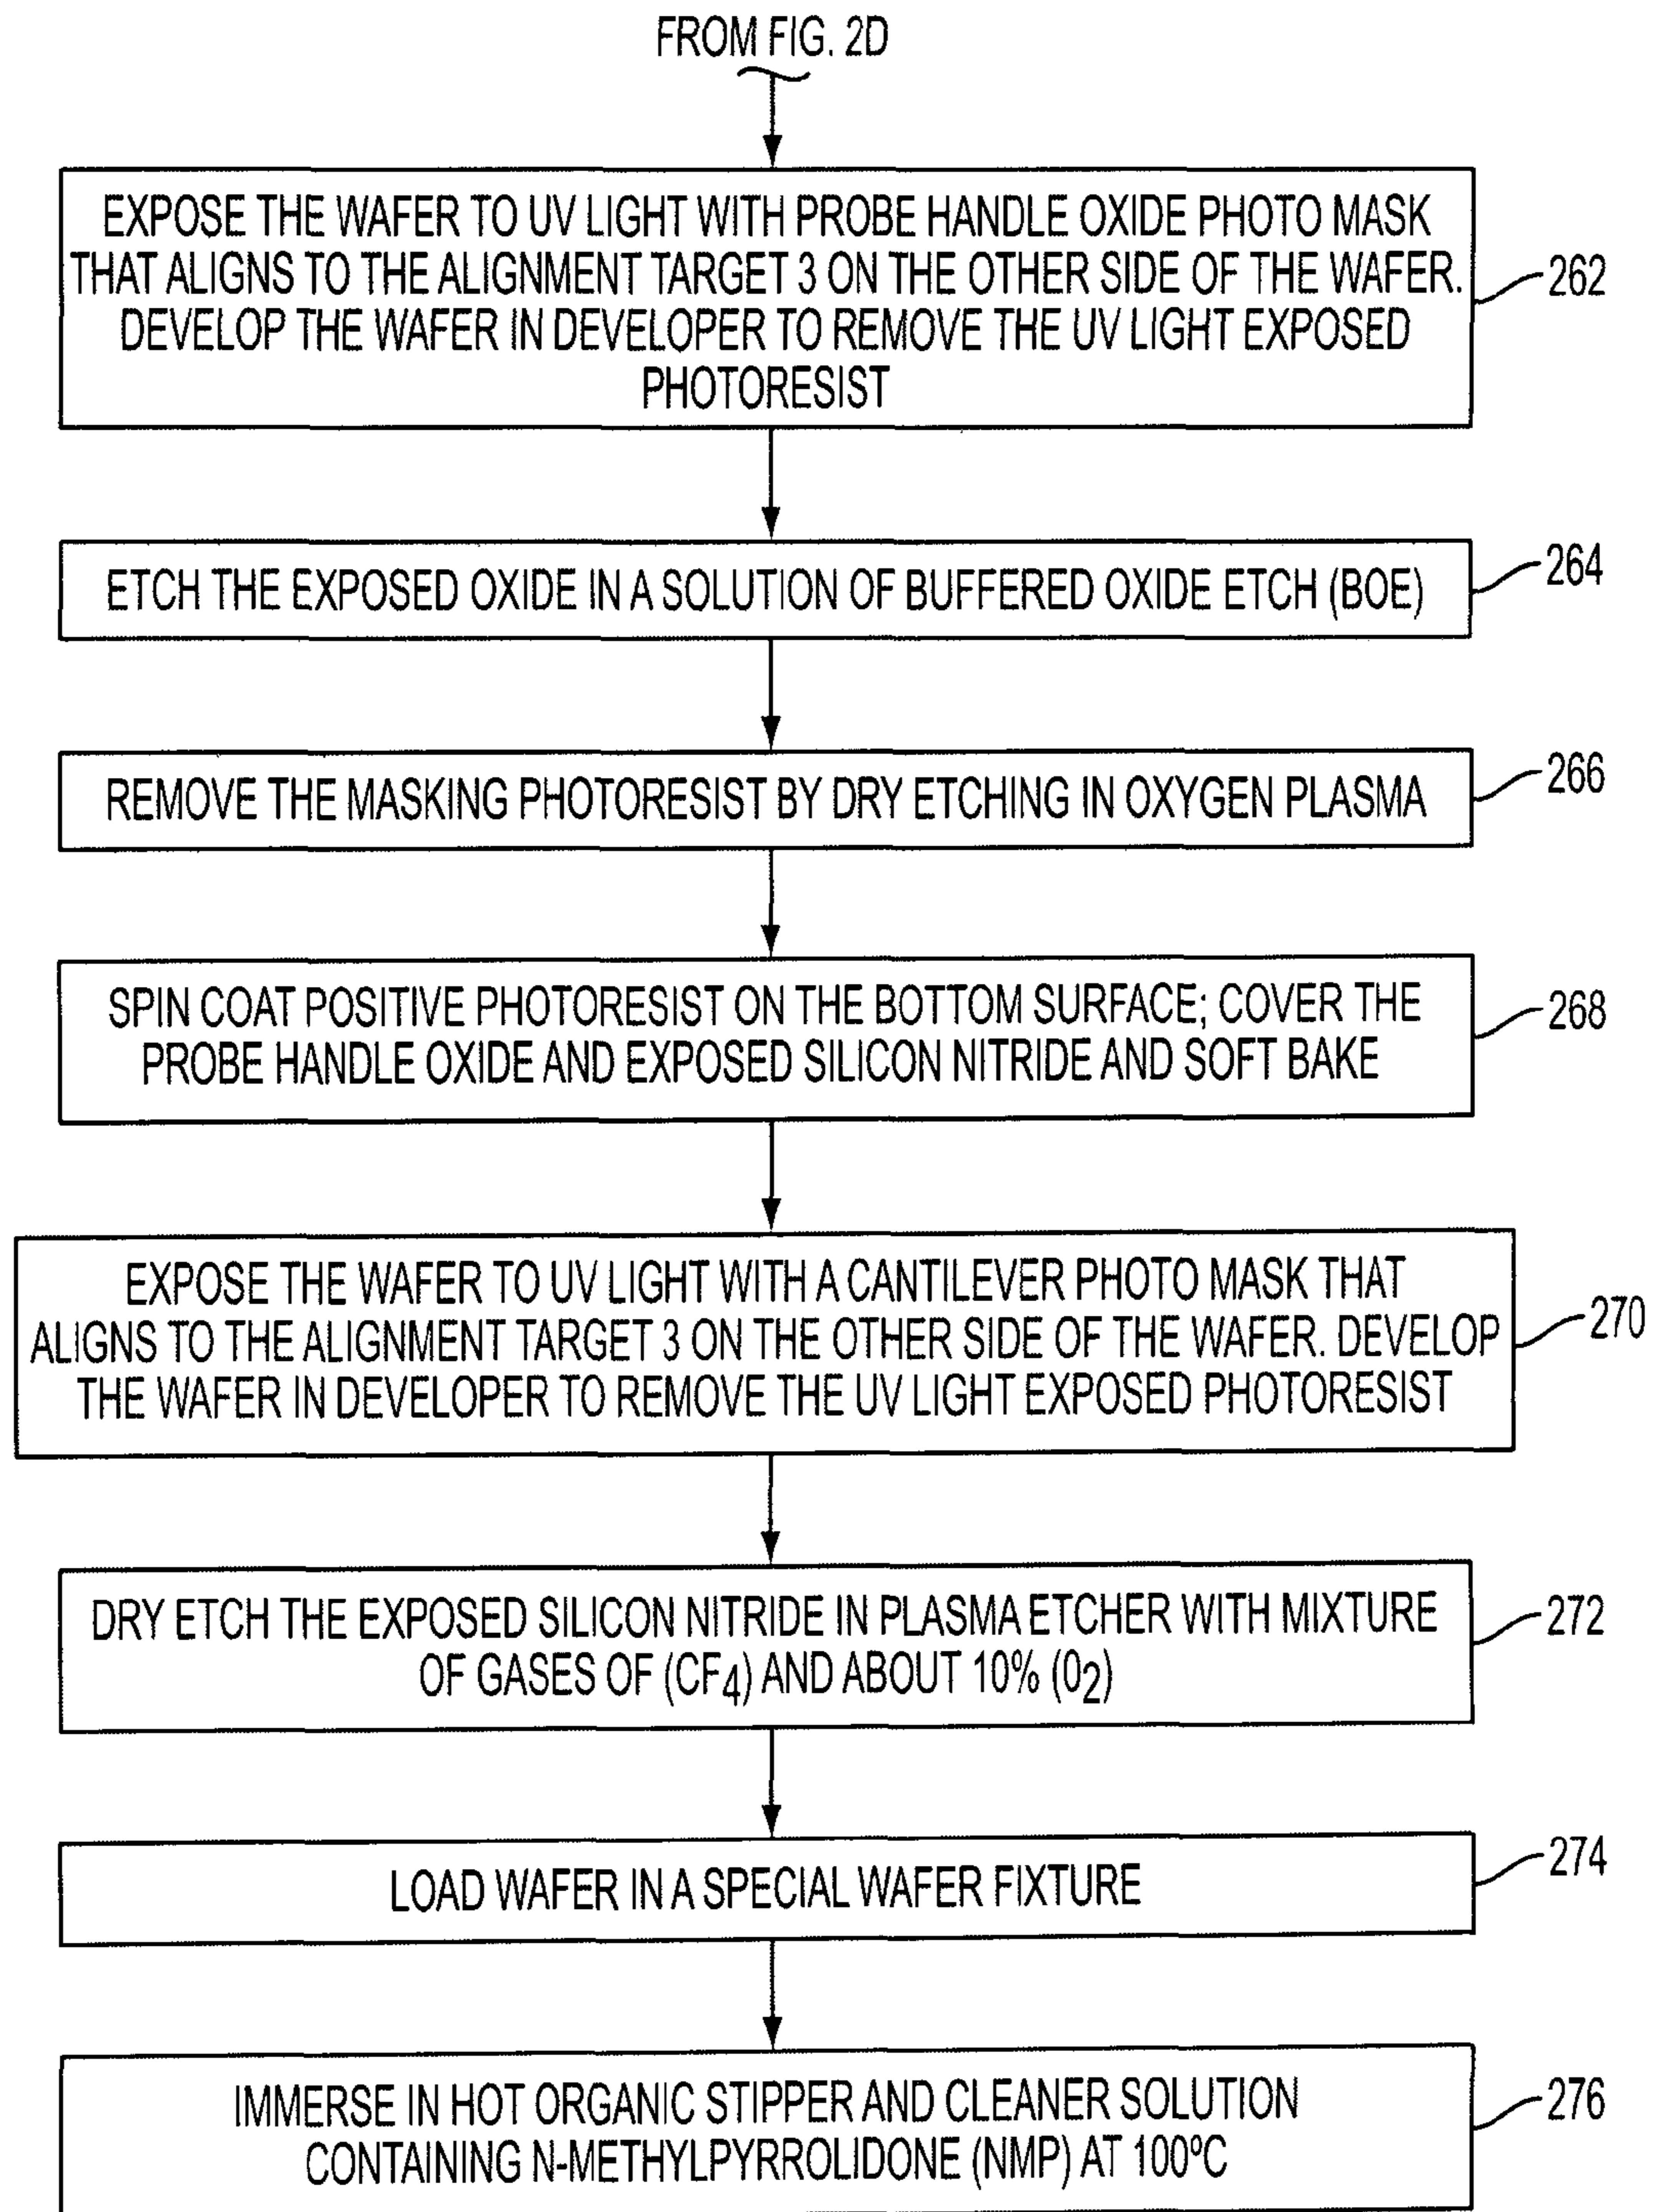 FROM FIG. 2D
EXPOSE THE WAFER TO UV LIGHT WITH PROBE HANDLE OXIDE PHOTO MASK
THAT ALIGNS TO THE ALIGNMENT TARGET 3 ON THE OTHER SIDE OF THE WAFER.
DEVELOP THE WAFER IN DEVELOPER TO REMOVE THE UV LIGHT EXPOSED
PHOTORESIST
262
ETCH THE EXPOSED OXIDE IN A SOLUTION OF BUFFERED OXIDE ETCH (BOE)
264
REMOVE THE MASKING PHOTORESIST BY DRY ETCHING IN OXYGEN PLASMA
266
SPIN COAT POSITIVE PHOTORESIST ON THE BOTTOM SURFACE; COVER THE
PROBE HANDLE OXIDE AND EXPOSED SILICON NITRIDE AND SOFT BAKE
268
EXPOSE THE WAFER TO UV LIGHT WITH A CANTILEVER PHOTO MASK THAT
ALIGNS TO THE ALIGNMENT TARGET 3 ON THE OTHER SIDE OF THE WAFER. DEVELOP
THE WAFER IN DEVELOPER TO REMOVE THE UV LIGHT EXPOSED PHOTORESIST
270
DRY ETCH THE EXPOSED SILICON NITRIDE IN PLASMA ETCHER WITH MIXTURE
OF GASES OF (CF₄) AND ABOUT 10% (0₂)
272
LOAD WAFER IN A SPECIAL WAFER FIXTURE
274
IMMERSE IN HOT ORGANIC STIPPER AND CLEANER SOLUTION
CONTAINING N-METHYLPYRROLIDONE (NMP) AT 100ºC
276